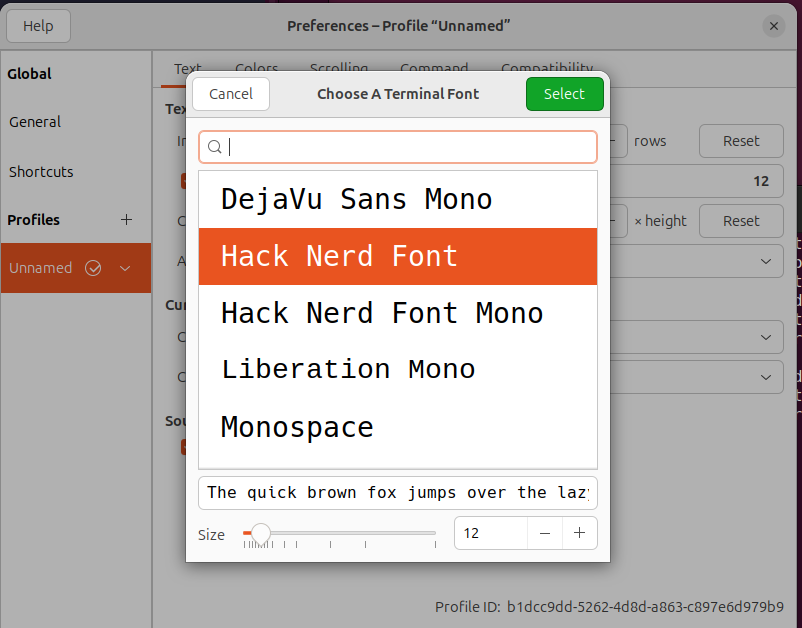 Help
Preferences – Profile “Unnamed”
Global
General
Shortcuts
Profiles
Unnamed
Text Colors Scrolling Command Compatibility
Cancel
Choose A Terminal Font
Select
rows
Reset
12
× height
Reset
DejaVu Sans Mono
Hack Nerd Font
Hack Nerd Font Mono
Liberation Mono
Monospace
The quick brown fox jumps over the lazy
Size
12
Profile ID: b1dcc9dd-5262-4d8d-a863-c897e6d979b9